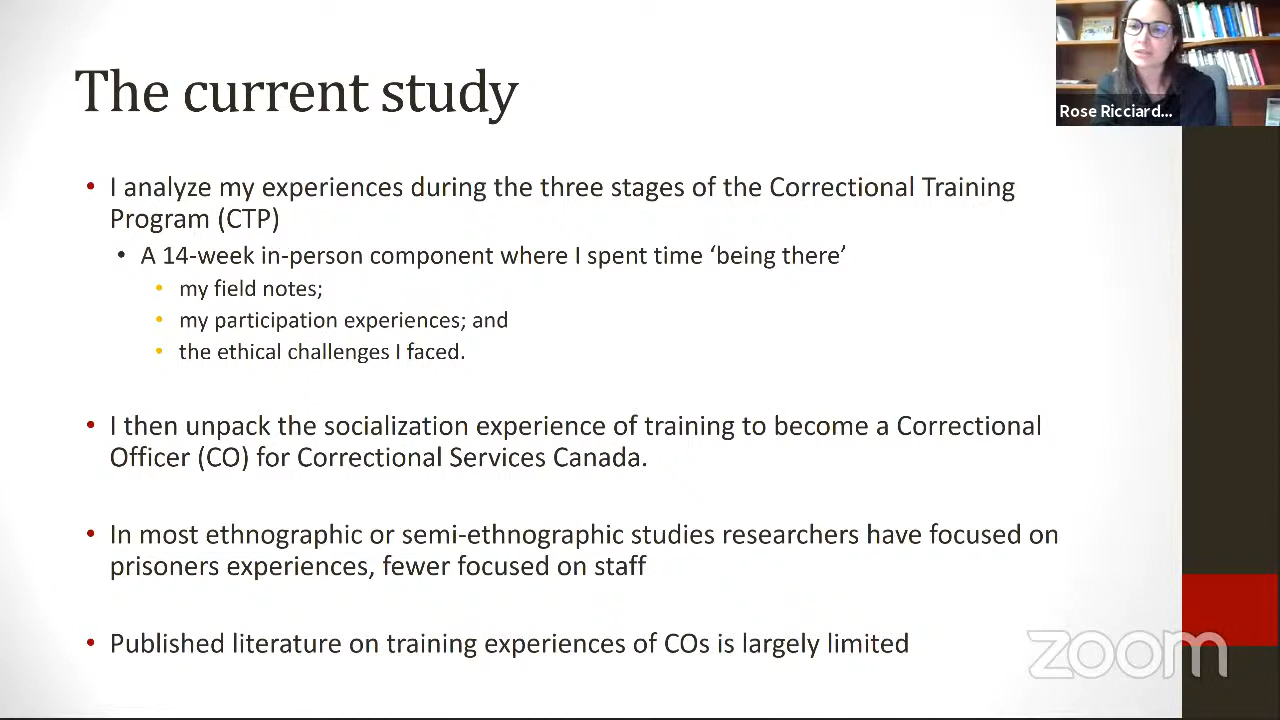 The current study
Rose Ricciard...
• I analyze my experiences during the three stages of the Correctional Training
Program (CTP)
• A 14-week in-person component where I spent time ‘being there’
• my field notes;
• my participation experiences; and
• the ethical challenges I faced.
• I then unpack the socialization experience of training to become a Correctional
Officer (CO) for Correctional Services Canada.
• In most ethnographic or semi-ethnographic studies researchers have focused on
prisoners experiences, fewer focused on staff
• Published literature on training experiences of COs is largely limited
zoom